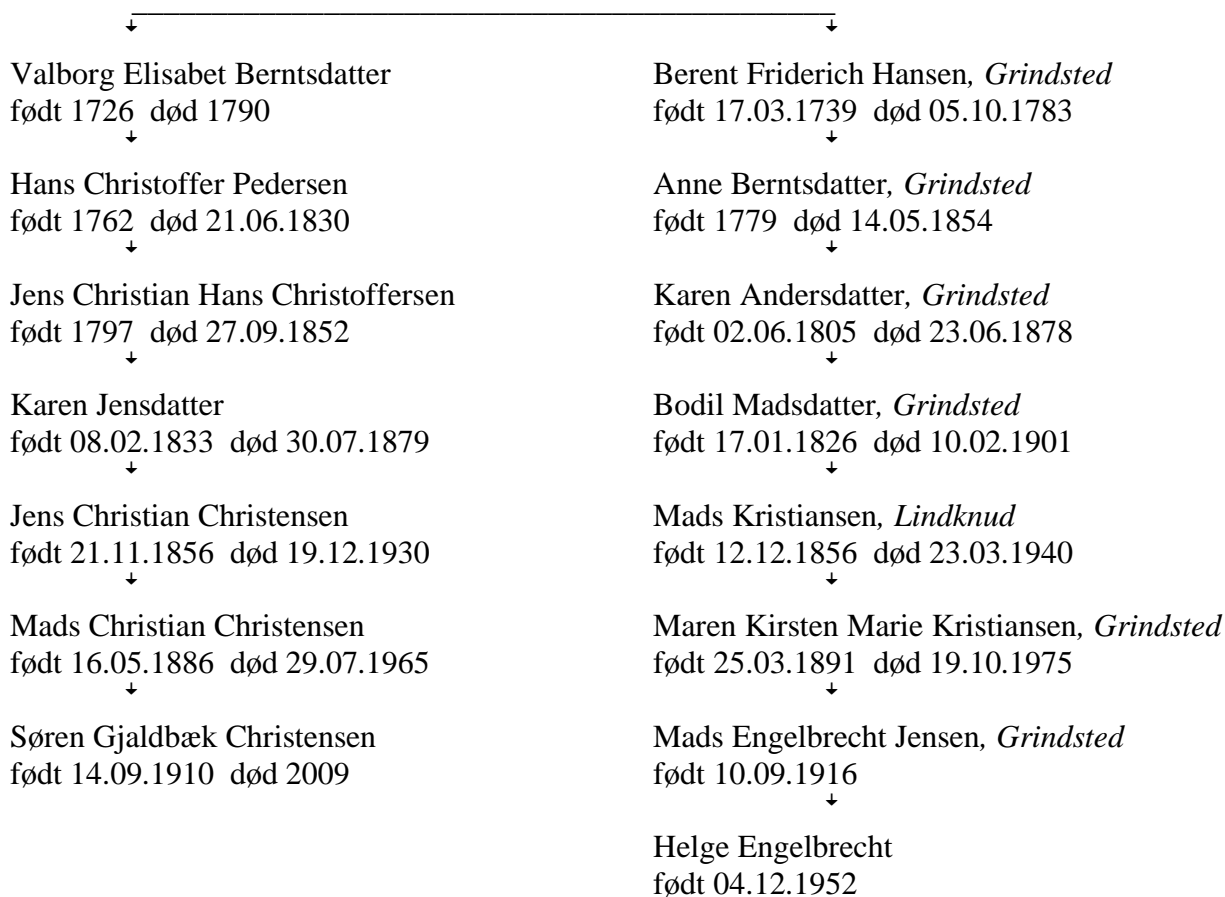 Valborg Elisabet Berntsdatter
født 1726 død 1790
Hans Christoffer Pedersen
født 1762 død 21.06.1830
Jens Christian Hans Christoffersen
født 1797 død 27.09.1852
Karen Jensdatter
født 08.02.1833 død 30.07.1879
Jens Christian Christensen
født 21.11.1856 død 19.12.1930
Mads Christian Christensen
født 16.05.1886 død 29.07.1965
Søren Gjaldbæk Christensen
født 14.09.1910 død 2009
Berent Friderich Hansen, Grindsted
født 17.03.1739 død 05.10.1783
Anne Berntsdatter, Grindsted
født 1779 død 14.05.1854
Karen Andersdatter, Grindsted
født 02.06.1805 død 23.06.1878
Bodil Madsdatter, Grindsted
født 17.01.1826 død 10.02.1901
Mads Kristiansen, Lindknud
født 12.12.1856 død 23.03.1940
Maren Kirsten Marie Kristiansen, Grindsted
født 25.03.1891 død 19.10.1975
Mads Engelbrecht Jensen, Grindsted
født 10.09.1916
Helge Engelbrecht
født 04.12.1952